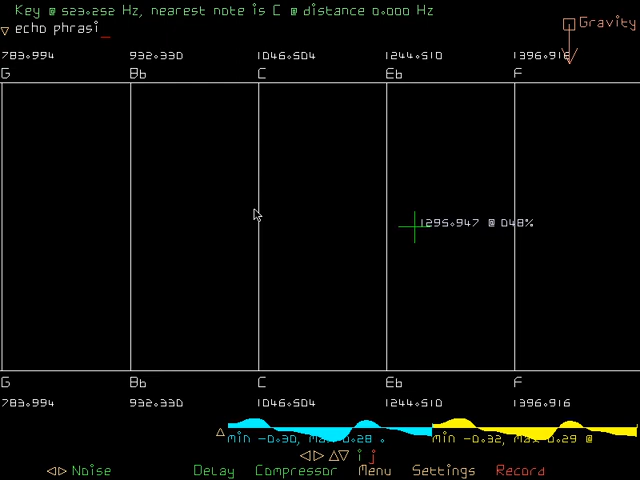 Key @ 523.252 Hz, nearest note is C @ distance 0.000 Hz
echo phrasi_
Gravity
783.994 932.330 1046.504 1244.510 1396.916
G Bb C Eb F
1295.947 @ 048%
G Bb C Eb F
783.994 932.330 1046.504 1244.510 1396.916
Min -0.30, Max 0.28 . Min -0.32, Max 0.29 @
i j
Noise Delay Compressor Menu Settings Record